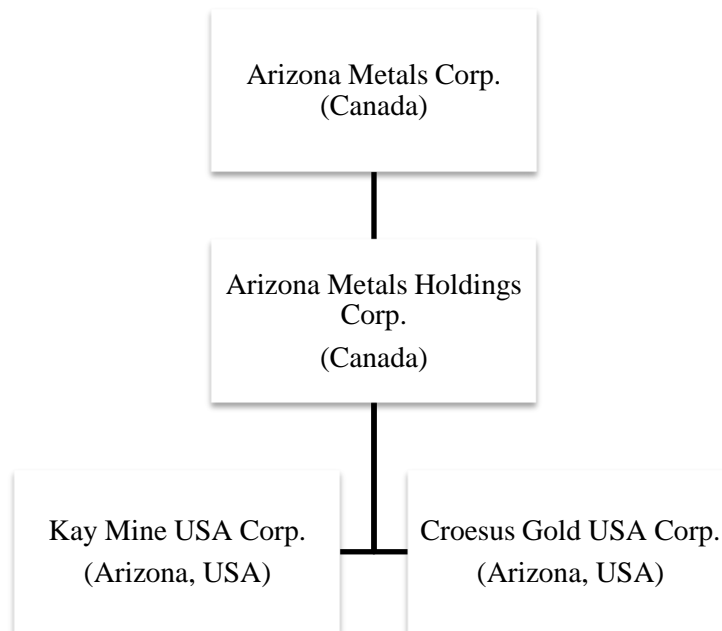 Arizona Metals Corp.
(Canada)
Arizona Metals Holdings
Corp.
(Canada)
Kay Mine USA Corp.
(Arizona, USA)
Croesus Gold USA Corp.
(Arizona, USA)